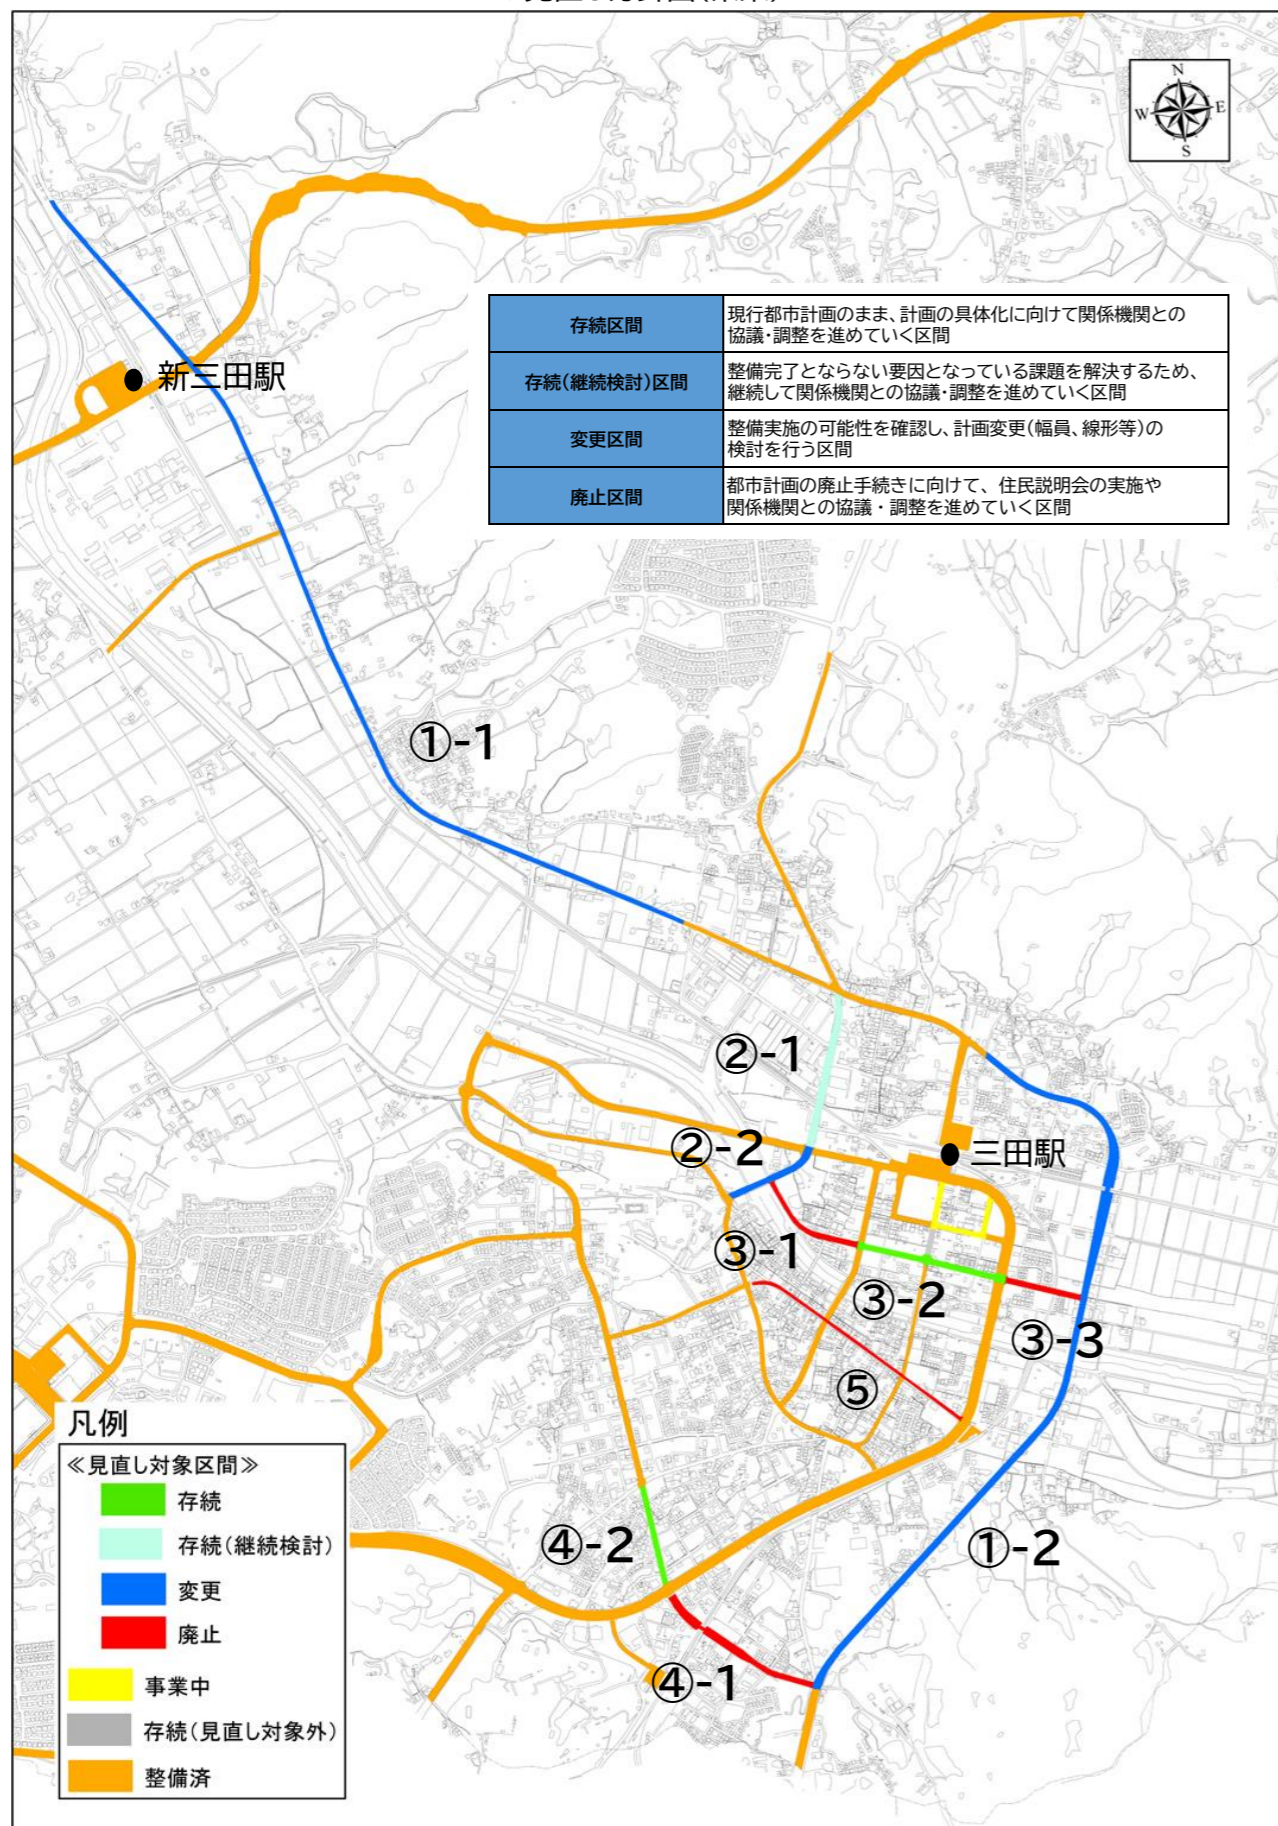 N
W E
S
存続区間
現行都市計画のまま、計画の具体化に向けて関係機関との
協議・調整を進めていく区間
存続(継続検討)区間
整備完了とならない要因となっている課題を解決するため、
継続して関係機関との協議・調整を進めていく区間
変更区間
整備実施の可能性を確認し、計画変更(幅員、線形等)の
検討を行う区間
廃止区間
都市計画の廃止手続きに向けて、住民説明会の実施や
関係機関との協議・調整を進めていく区間
新三田駅
①-1
②-1
②-2
三田駅
③-1
③-2
③-3
⑤
④-2
①-2
④-1
凡例
≪見直し対象区間≫
存続
存続(継続検討)
変更
廃止
事業中
存続(見直し対象外)
整備済